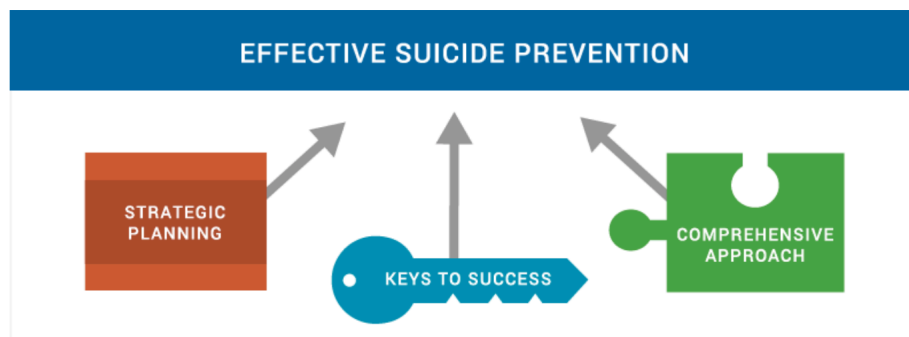 EFFECTIVE SUICIDE PREVENTION
STRATEGIC
PLANNING
KEYS TO SUCCESS
COMPREHENSIVE
APPROACH